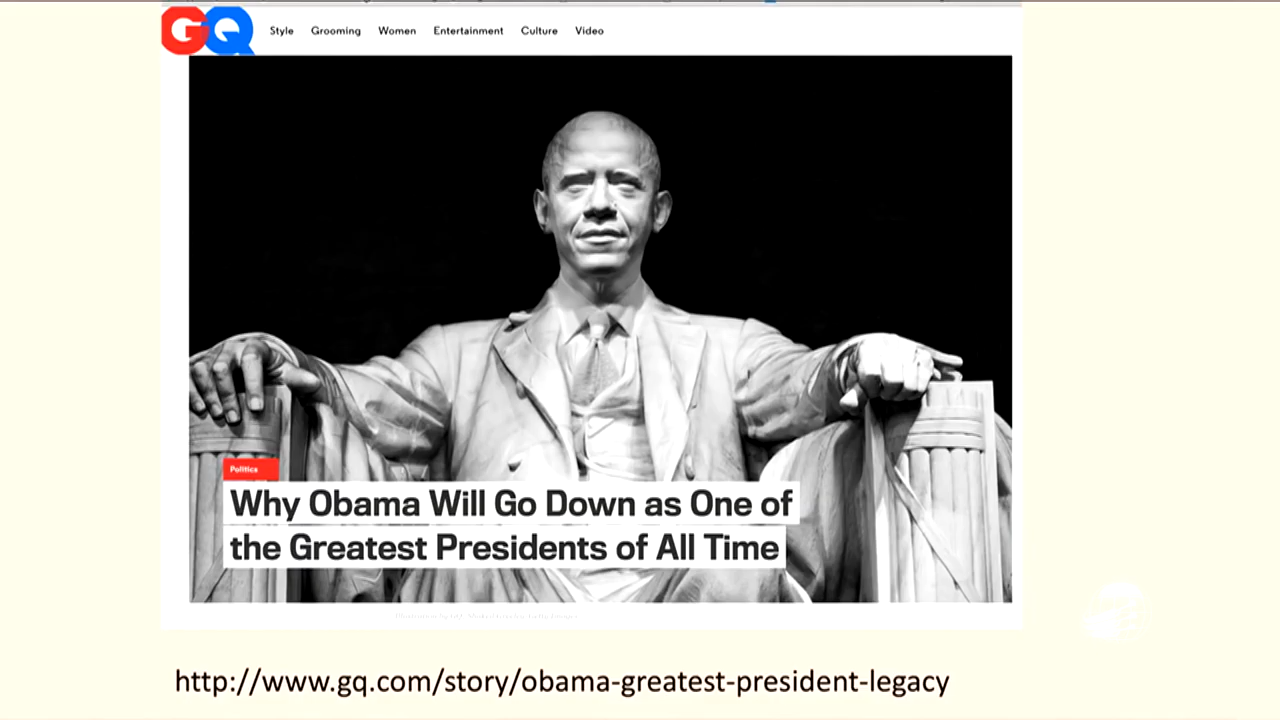 GQ Style Grooming Women Entertainment Culture Video
Politics
Why Obama Will Go Down as One of
the Greatest Presidents of All Time
http://www.gq.com/story/obama-greatest-president-legacy